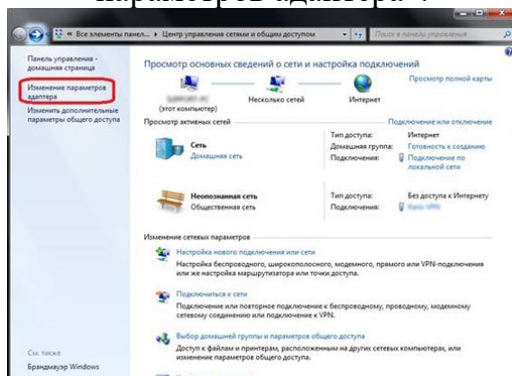 параметров адаптера".
« Все элементы панел... ▸ Центр управления сетями и общим доступом
Поиск в панели управления
Панель управления - домашняя страница
Изменение параметров адаптера
Изменить дополнительные параметры общего доступа
Просмотр основных сведений о сети и настройка подключений
Просмотр полной карты
(этот компьютер)
Несколько сетей
Интернет
Просмотр активных сетей
Подключение или отключение
Сеть
Домашняя сеть
Тип доступа: Интернет
Домашняя группа: Готовность к созданию
Подключения: Подключение по локальной сети
Неопознанная сеть
Общественная сеть
Тип доступа: Без доступа к Интернету
Подключения:
Изменение сетевых параметров
Настройка нового подключения или сети
Настройка беспроводного, широкополосного, модемного, прямого или VPN-подключения
или же настройка маршрутизатора или точки доступа.
Подключиться к сети
Подключение или повторное подключение к беспроводному, проводному, модемному
сетевому соединению или подключение к VPN.
Выбор домашней группы и параметров общего доступа
Доступ к файлам и принтерам, расположенным на других сетевых компьютерах, или
изменение параметров общего доступа.
См. также
Брандмауэр Windows